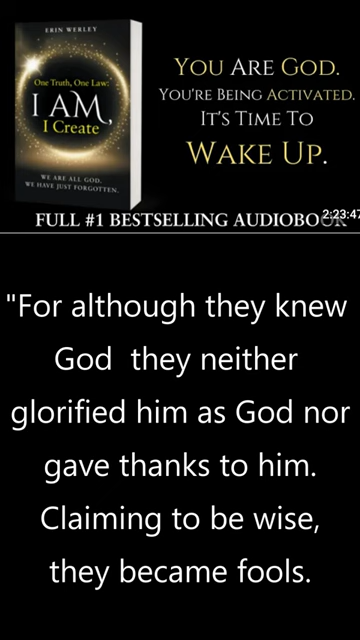 ERIN WERLEY
One Truth, One Law:
I AM,
I Create
WE ARE ALL GOD.
WE HAVE JUST FORGOTTEN.
YOU ARE GOD.
YOU'RE BEING ACTIVATED.
IT'S TIME TO
WAKE UP.
FULL #1 BESTSELLING AUDIOBOOK
2:23:47
"For although they knew
God they neither
glorified him as God nor
gave thanks to him.
Claiming to be wise,
they became fools.